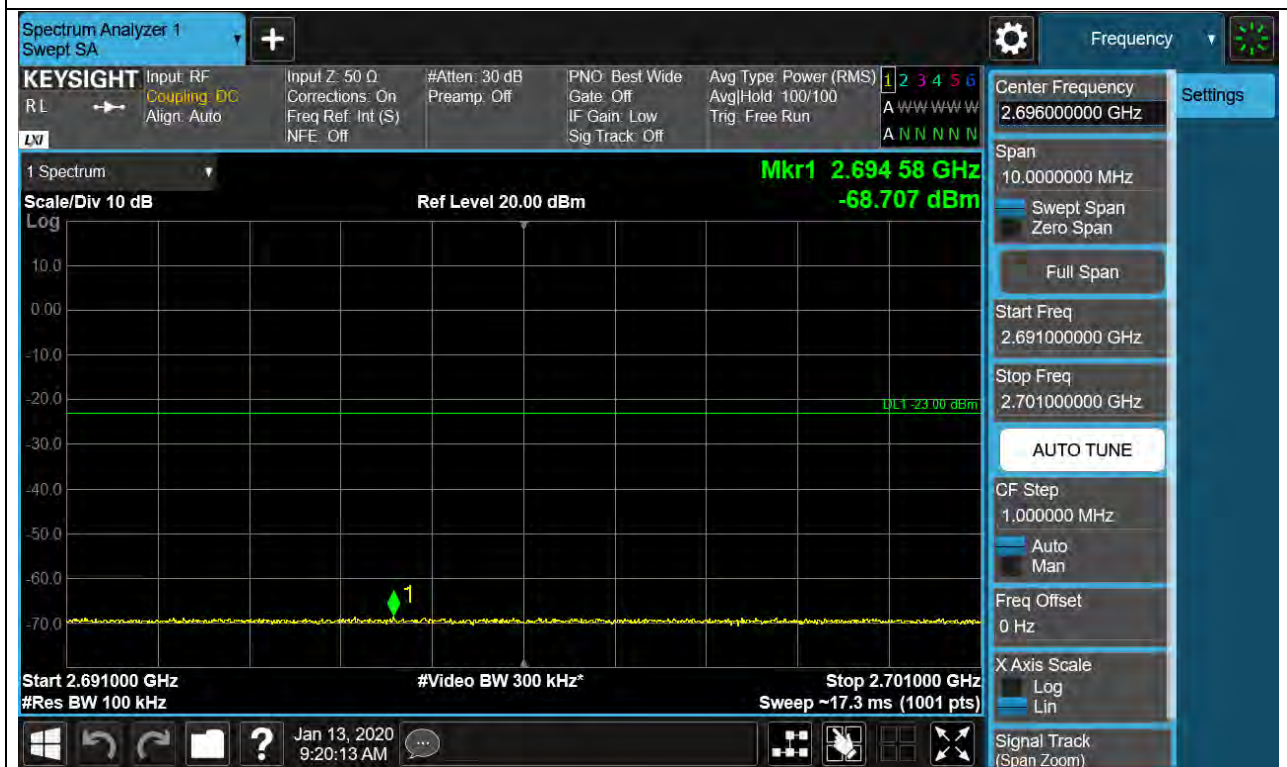 Spectrum Analyzer 1
Swept SA
+
Frequency
KEYSIGHT
RL
LXI
Input: RF
Coupling: DC
Align: Auto
Input Z: 50 Ω
Corrections: On
Freq Ref: Int (S)
NFE: Off
#Atten: 30 dB
Preamp: Off
PNO: Best Wide
Gate: Off
IF Gain: Low
Sig Track: Off
Avg Type: Power (RMS)
Avg|Hold: 100/100
Trig: Free Run
1 2 3 4 5 6
A W W W W W
A N N N N N
1 Spectrum
Scale/Div 10 dB
Ref Level 20.00 dBm
Mkr1 2.694 58 GHz
-68.707 dBm
Log
10.0
0.00
-10.0
-20.0
-30.0
-40.0
-50.0
-60.0
-70.0
DL1 -23.00 dBm
1
Start 2.691000 GHz
#Res BW 100 kHz
#Video BW 300 kHz*
Stop 2.701000 GHz
Sweep ~17.3 ms (1001 pts)
Center Frequency
2.696000000 GHz
Settings
Span
10.0000000 MHz
Swept Span
Zero Span
Full Span
Start Freq
2.691000000 GHz
Stop Freq
2.701000000 GHz
AUTO TUNE
CF Step
1.000000 MHz
Auto
Man
Freq Offset
0 Hz
X Axis Scale
Log
Lin
Signal Track
(Span Zoom)
?
Jan 13, 2020
9:20:13 AM